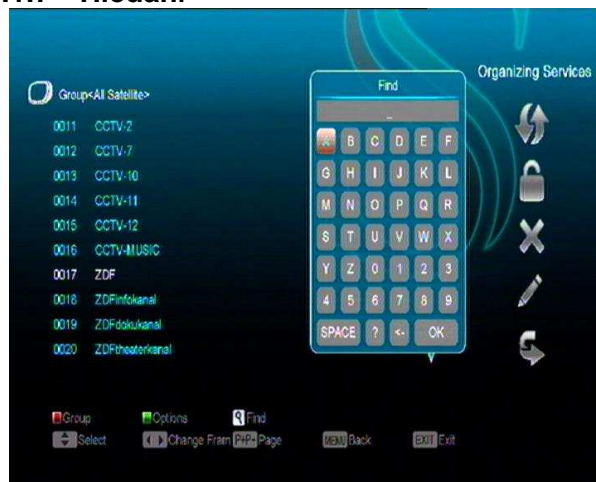 Organizing Services
Group<All Satellite>
0011 CCTV-2
0012 CCTV-7
0013 CCTV-10
0014 CCTV-11
0015 CCTV-12
0016 CCTV-MUSIC
0017 ZDF
0018 ZDFinfokanal
0019 ZDFdokukanal
0020 ZDFtheaterkanal
Find
_
A B C D E F
G H I J K L
M N O P Q R
S T U V W X
Y Z 0 1 2 3
4 5 6 7 8 9
SPACE ? <- OK
Group Options Find
Select Change Fram P+P- Page MENU Back EXIT Exit